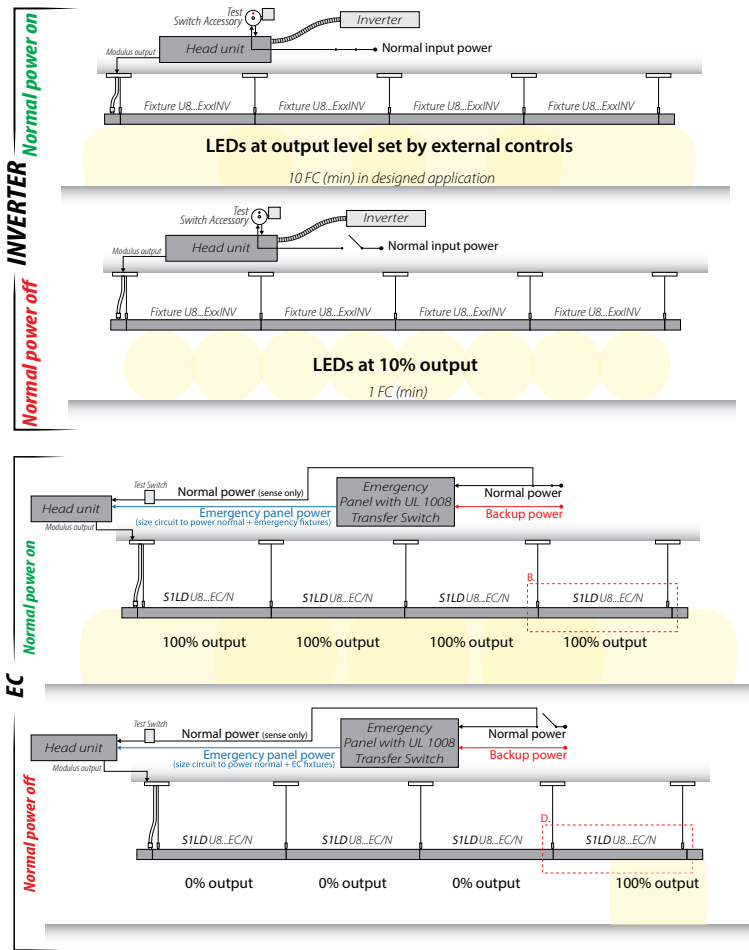 INVERTER
Normal power on
Test
Switch Accessory
Inverter
Head unit
Normal input power
Modulus output
Fixture U8...ExxINV
Fixture U8...ExxINV
Fixture U8...ExxINV
Fixture U8...ExxINV
LEDs at output level set by external controls
10 FC (min) in designed application
Normal power off
Test
Switch Accessory
Inverter
Head unit
Normal input power
Modulus output
Fixture U8...ExxINV
Fixture U8...ExxINV
Fixture U8...ExxINV
Fixture U8...ExxINV
LEDs at 10% output
1 FC (min)
EC
Normal power on
Test Switch
Normal power (sense only)
Emergency
Panel with UL 1008
Transfer Switch
Normal power
Backup power
Head unit
Emergency panel power
(size circuit to power normal + emergency fixtures)
Modulus output
B.
S1LD U8...EC/N
S1LD U8...EC/N
S1LD U8...EC/N
S1LD U8...EC/N
100% output
100% output
100% output
100% output
Normal power off
Test Switch
Normal power (sense only)
Emergency
Panel with UL 1008
Transfer Switch
Normal power
Backup power
Head unit
Emergency panel power
(size circuit to power normal + EC fixtures)
Modulus output
D.
S1LD U8...EC/N
S1LD U8...EC/N
S1LD U8...EC/N
S1LD U8...EC/N
0% output
0% output
0% output
100% output